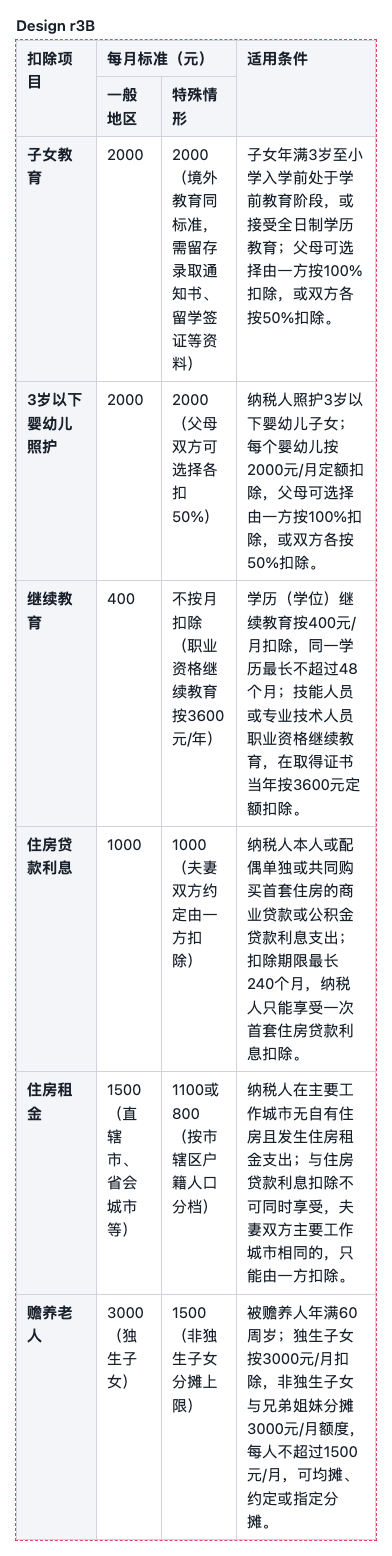 Design r3B
扣除项
目
每月标准（元）
适用条件
一般
地区
特殊情
形
子女教
育
2000
2000
（境外
教育同
标准，
需留存
录取通
知书、
留学签
证等资
料）
子女年满3岁至小
学入学前处于学
前教育阶段，或
接受全日制学历
教育；父母可选
择由一方按100%
扣除，或双方各
按50%扣除。
3岁以下
婴幼儿
照护
2000
2000
（父母
双方可
选择各
扣
50%）
纳税人照护3岁以
下婴幼儿子女；
每个婴幼儿按
2000元/月定额扣
除，父母可选择
由一方按100%扣
除，或双方各按
50%扣除。
继续教
育
400
不按月
扣除
（职业
资格继
续教育
按3600
元/年）
学历（学位）继
续教育按400元/
月扣除，同一学
历最长不超过48
个月；技能人员
或专业技术人员
职业资格继续教
育，在取得证书
当年按3600元定
额扣除。
住房贷
款利息
1000
1000
（夫妻
双方约
定由一
方扣
除）
纳税人本人或配
偶单独或共同购
买首套住房的商
业贷款或公积金
贷款利息支出；
扣除期限最长
240个月，纳税
人只能享受一次
首套住房贷款利
息扣除。
住房租
金
1500
（直
辖
市、
省会
城市
等）
1100或
800
（按市
辖区户
籍人口
分档）
纳税人在主要工
作城市无自有住
房且发生住房租
金支出；与住房
贷款利息扣除不
可同时享受，夫
妻双方主要工作
城市相同的，只
能由一方扣除。
赡养老
人
3000
（独
生子
女）
1500
（非独
生子女
分摊上
限）
被赡养人年满60
周岁；独生子女
按3000元/月扣
除，非独生子女
与兄弟姐妹分摊
3000元/月额度，
每人不超过1500
元/月，可均摊、
约定或指定分
摊。